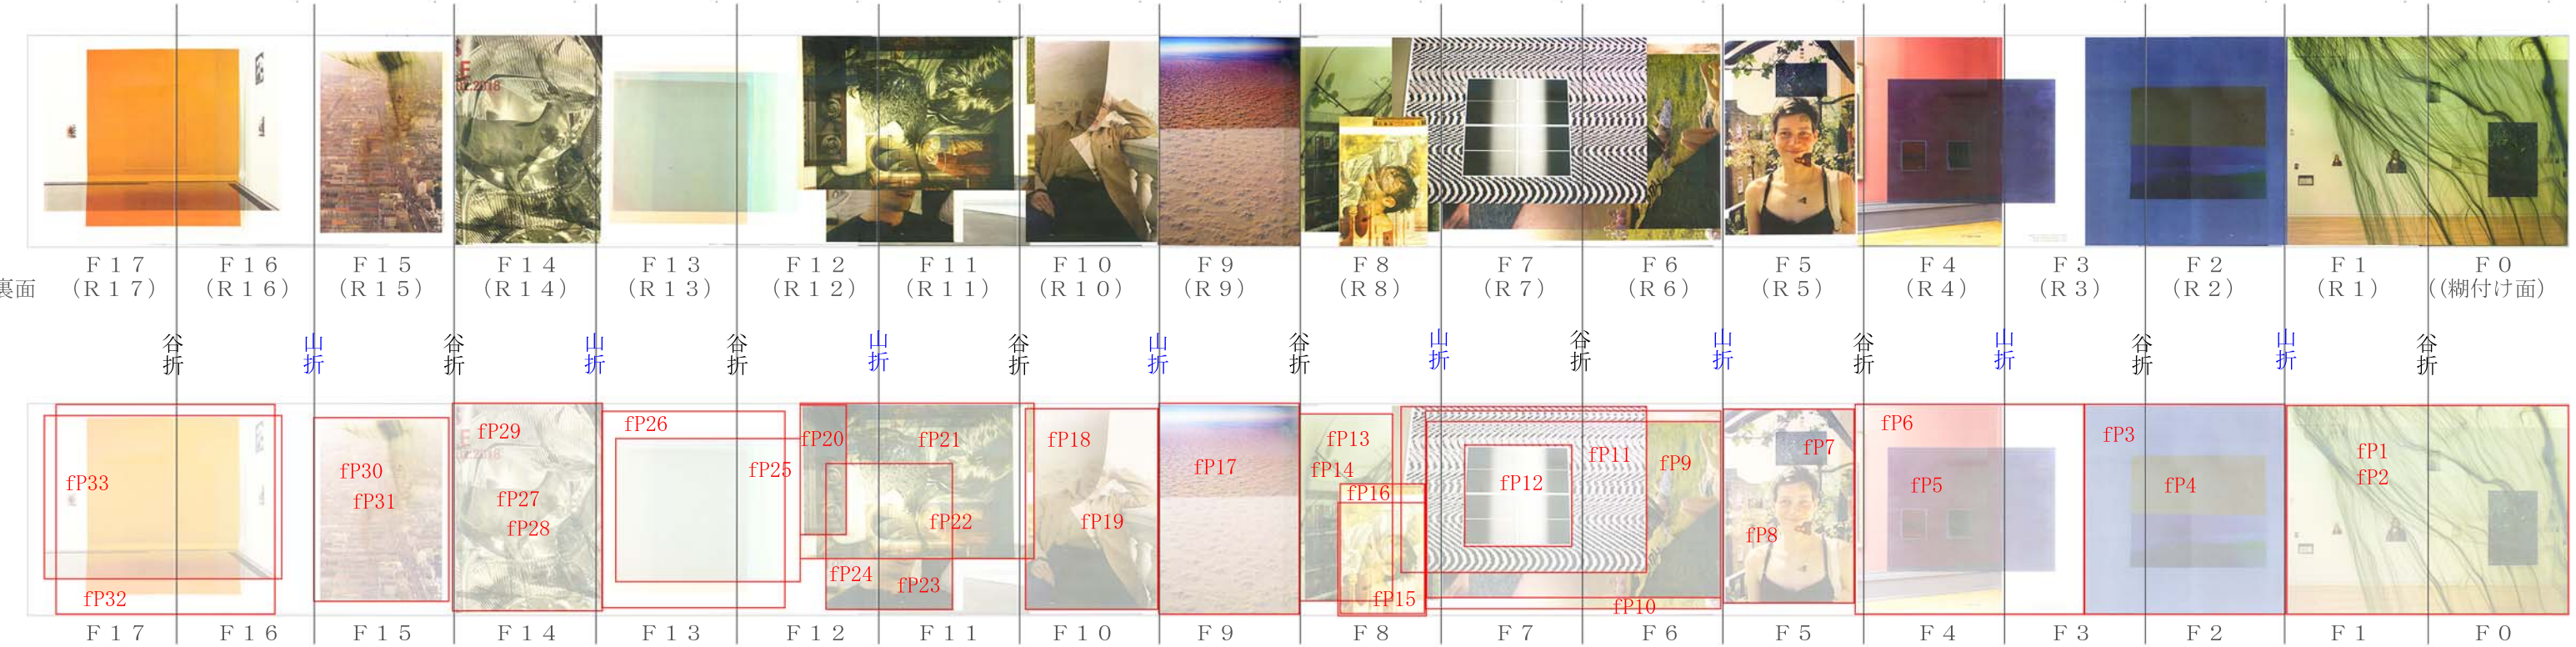 E
12.2018
Ｆ１７ Ｆ１６ Ｆ１５ Ｆ１４ Ｆ１３ Ｆ１２ Ｆ１１ Ｆ１０ Ｆ９ Ｆ８ Ｆ７ Ｆ６ Ｆ５ Ｆ４ Ｆ３ Ｆ２ Ｆ１ Ｆ０
裏面 （Ｒ１７） （Ｒ１６） （Ｒ１５） （Ｒ１４） （Ｒ１３） （Ｒ１２） （Ｒ１１） （Ｒ１０） （Ｒ９） （Ｒ８） （Ｒ７） （Ｒ６） （Ｒ５） （Ｒ４） （Ｒ３） （Ｒ２） （Ｒ１） （(糊付け面）
谷折 山折 谷折 山折 谷折 山折 谷折 山折 谷折 山折 谷折 山折 谷折 山折 谷折 山折 谷折
fP33
fP32
fP30
fP31
fP29
fP27
fP28
fP26
fP25
fP20
fP21
fP22
fP24
fP23
fP18
fP19
fP17
fP13
fP14
fP16
fP15
fP12
fP11
fP9
fP10
fP7
fP8
fP6
fP5
fP3
fP4
fP1
fP2
Ｆ１７ Ｆ１６ Ｆ１５ Ｆ１４ Ｆ１３ Ｆ１２ Ｆ１１ Ｆ１０ Ｆ９ Ｆ８ Ｆ７ Ｆ６ Ｆ５ Ｆ４ Ｆ３ Ｆ２ Ｆ１ Ｆ０